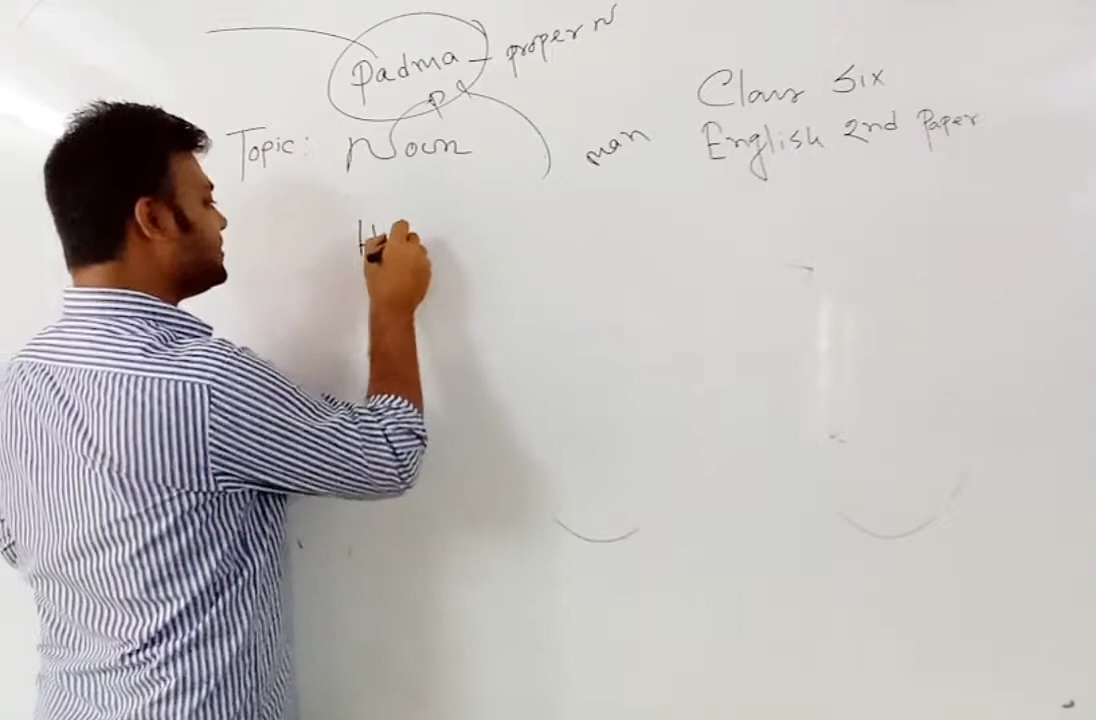 Padma - proper N
P
Topic: Noun
man
Class Six
English 2nd Paper
H